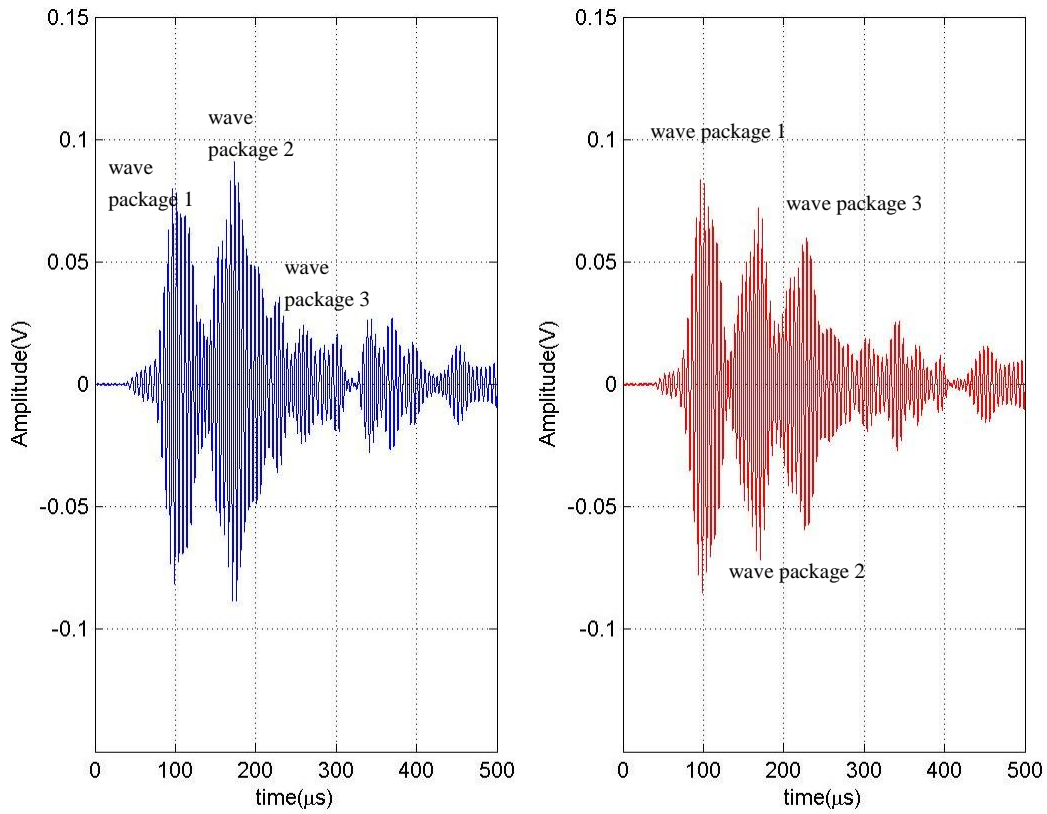 0.15
0.1
0.05
0
-0.05
-0.1
Amplitude(V)
wave
package 1
wave
package 2
wave
package 3
0 100 200 300 400 500
time(μs)
0.15
0.1
0.05
0
-0.05
-0.1
Amplitude(V)
wave package 1
wave package 3
wave package 2
0 100 200 300 400 500
time(μs)